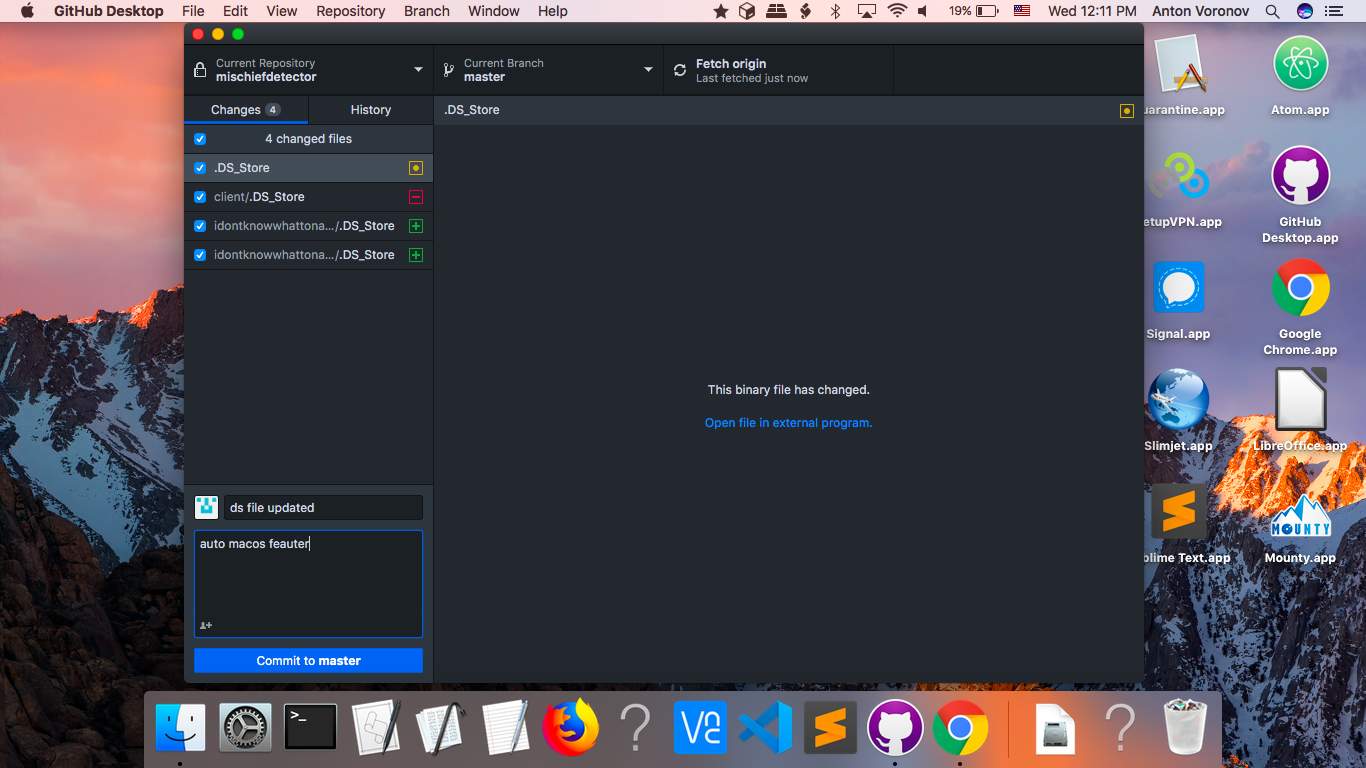 GitHub Desktop File Edit View Repository Branch Window Help 19% Wed 12:11 PM Anton Voronov
Current Repository
mischiefdetector
Current Branch
master
Fetch origin
Last fetched just now
Changes 4
History
.DS_Store
4 changed files
.DS_Store
client/.DS_Store
idontknowwhattona.../.DS_Store
idontknowwhattona.../.DS_Store
This binary file has changed.
Open file in external program.
ds file updated
auto macos feauter
Commit to master
uarantine.app
Atom.app
etupVPN.app
GitHub
Desktop.app
Signal.app
Google
Chrome.app
Slimjet.app
LibreOffice.app
blime Text.app
MOUNTY
Mounty.app
>_